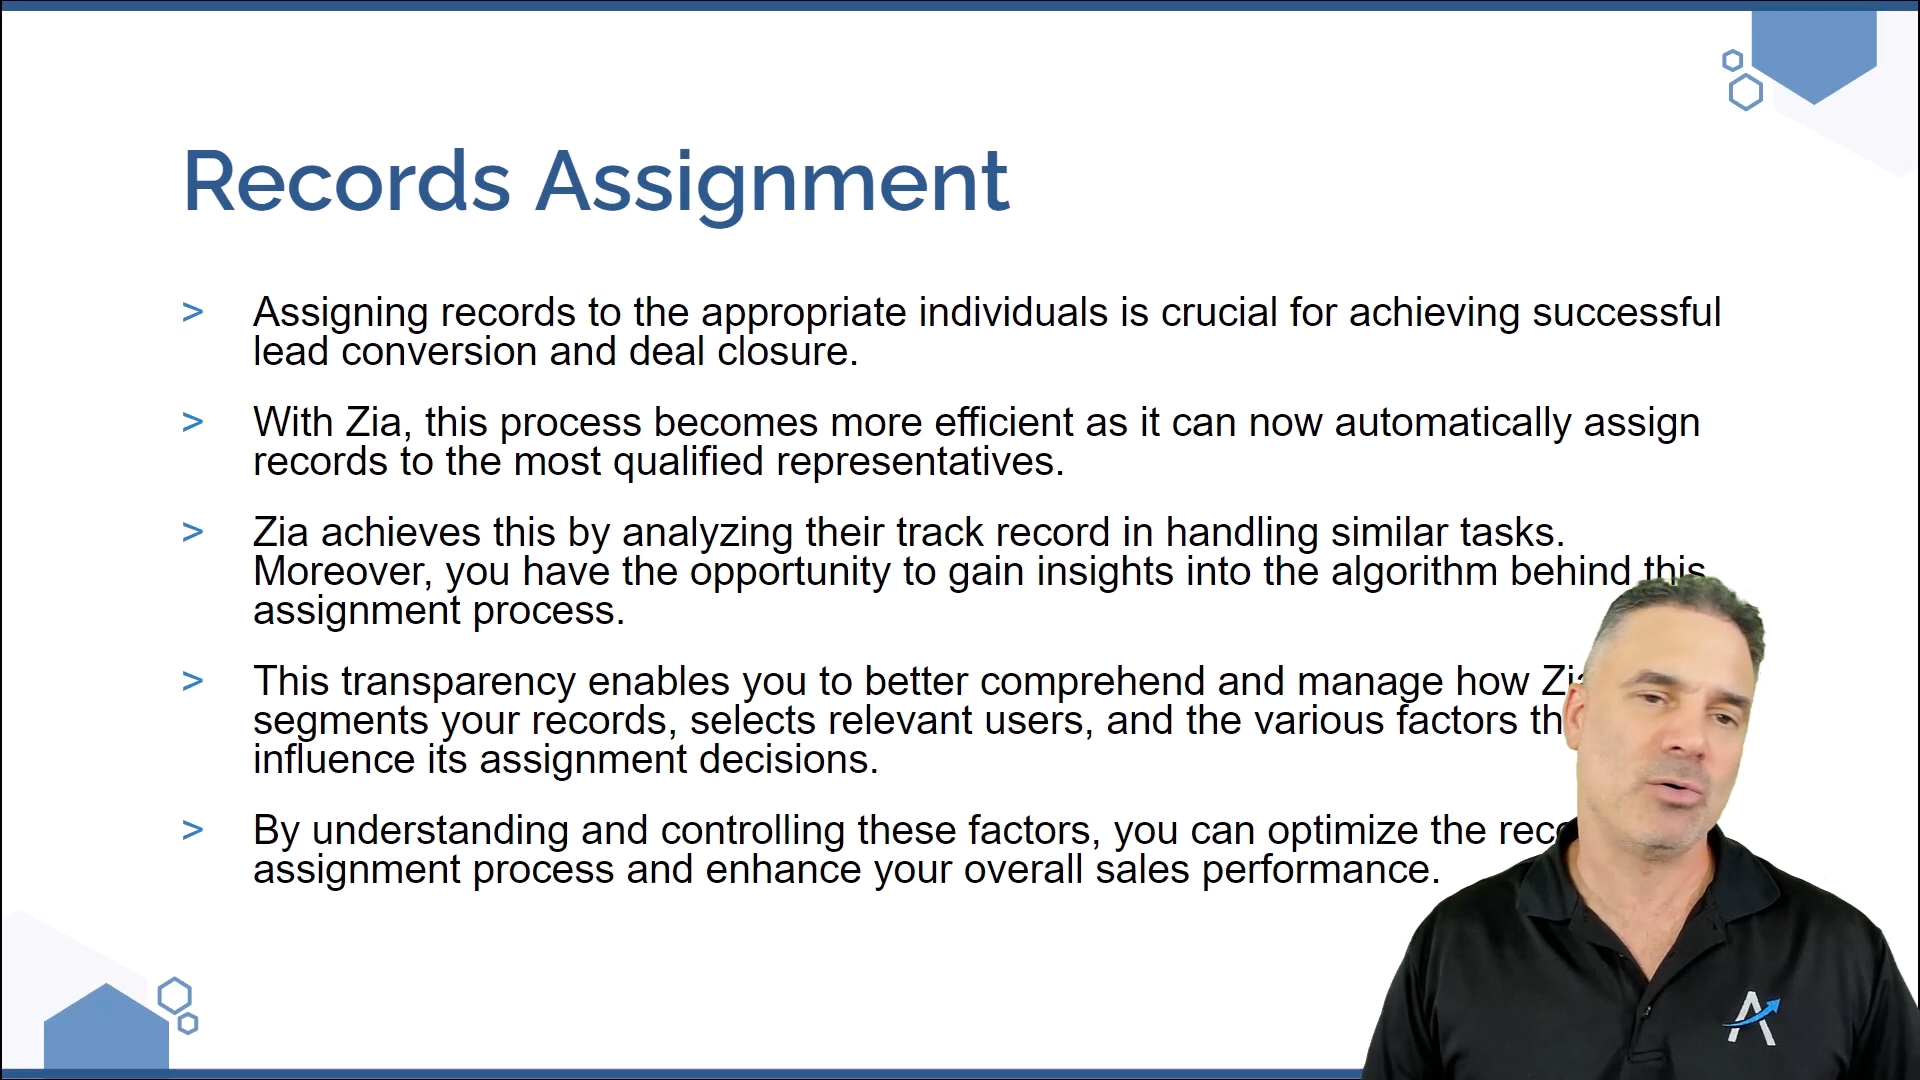 Records Assignment
> Assigning records to the appropriate individuals is crucial for achieving successful
lead conversion and deal closure.
> With Zia, this process becomes more efficient as it can now automatically assign
records to the most qualified representatives.
> Zia achieves this by analyzing their track record in handling similar tasks.
Moreover, you have the opportunity to gain insights into the algorithm behind this
assignment process.
> This transparency enables you to better comprehend and manage how Zia
segments your records, selects relevant users, and the various factors
influence its assignment decisions.
> By understanding and controlling these factors, you can optimize the
assignment process and enhance your overall sales performance.